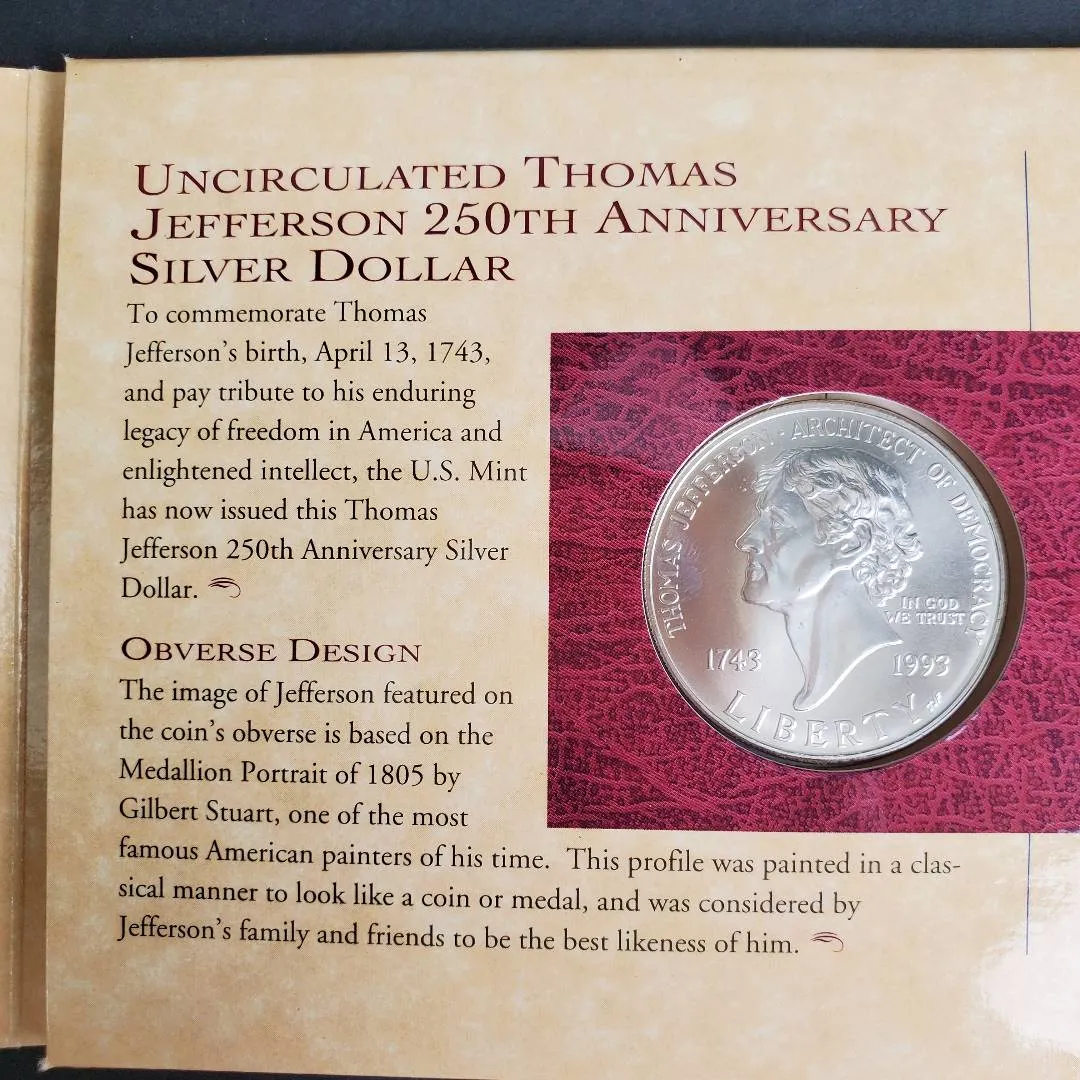 UNCIRCULATED THOMAS
JEFFERSON 250TH ANNIVERSARY
SILVER DOLLAR
To commemorate Thomas
Jefferson's birth, April 13, 1743,
and pay tribute to his enduring
legacy of freedom in America and
enlightened intellect, the U.S. Mint
has now issued this Thomas
Jefferson 250th Anniversary Silver
Dollar.
OBVERSE DESIGN
The image of Jefferson featured on
the coin's obverse is based on the
Medallion Portrait of 1805 by
Gilbert Stuart, one of the most
famous American painters of his time. This profile was painted in a clas-
sical manner to look like a coin or medal, and was considered by
Jefferson's family and friends to be the best likeness of him.
THOMAS JEFFERSON · ARCHITECT OF DEMOCRACY
IN GOD
WE TRUST
1743 1993
LIBERTY